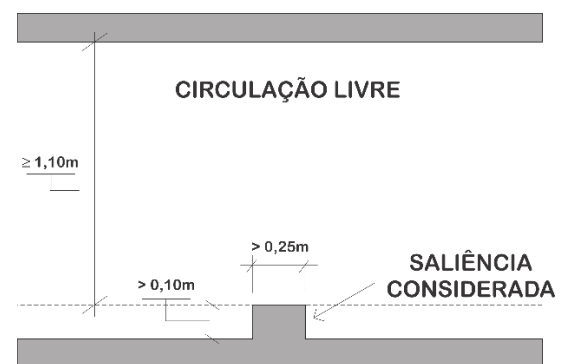 CIRCULAÇÃO LIVRE
≥ 1,10m
> 0,25m
> 0,10m
SALIÊNCIA
CONSIDERADA